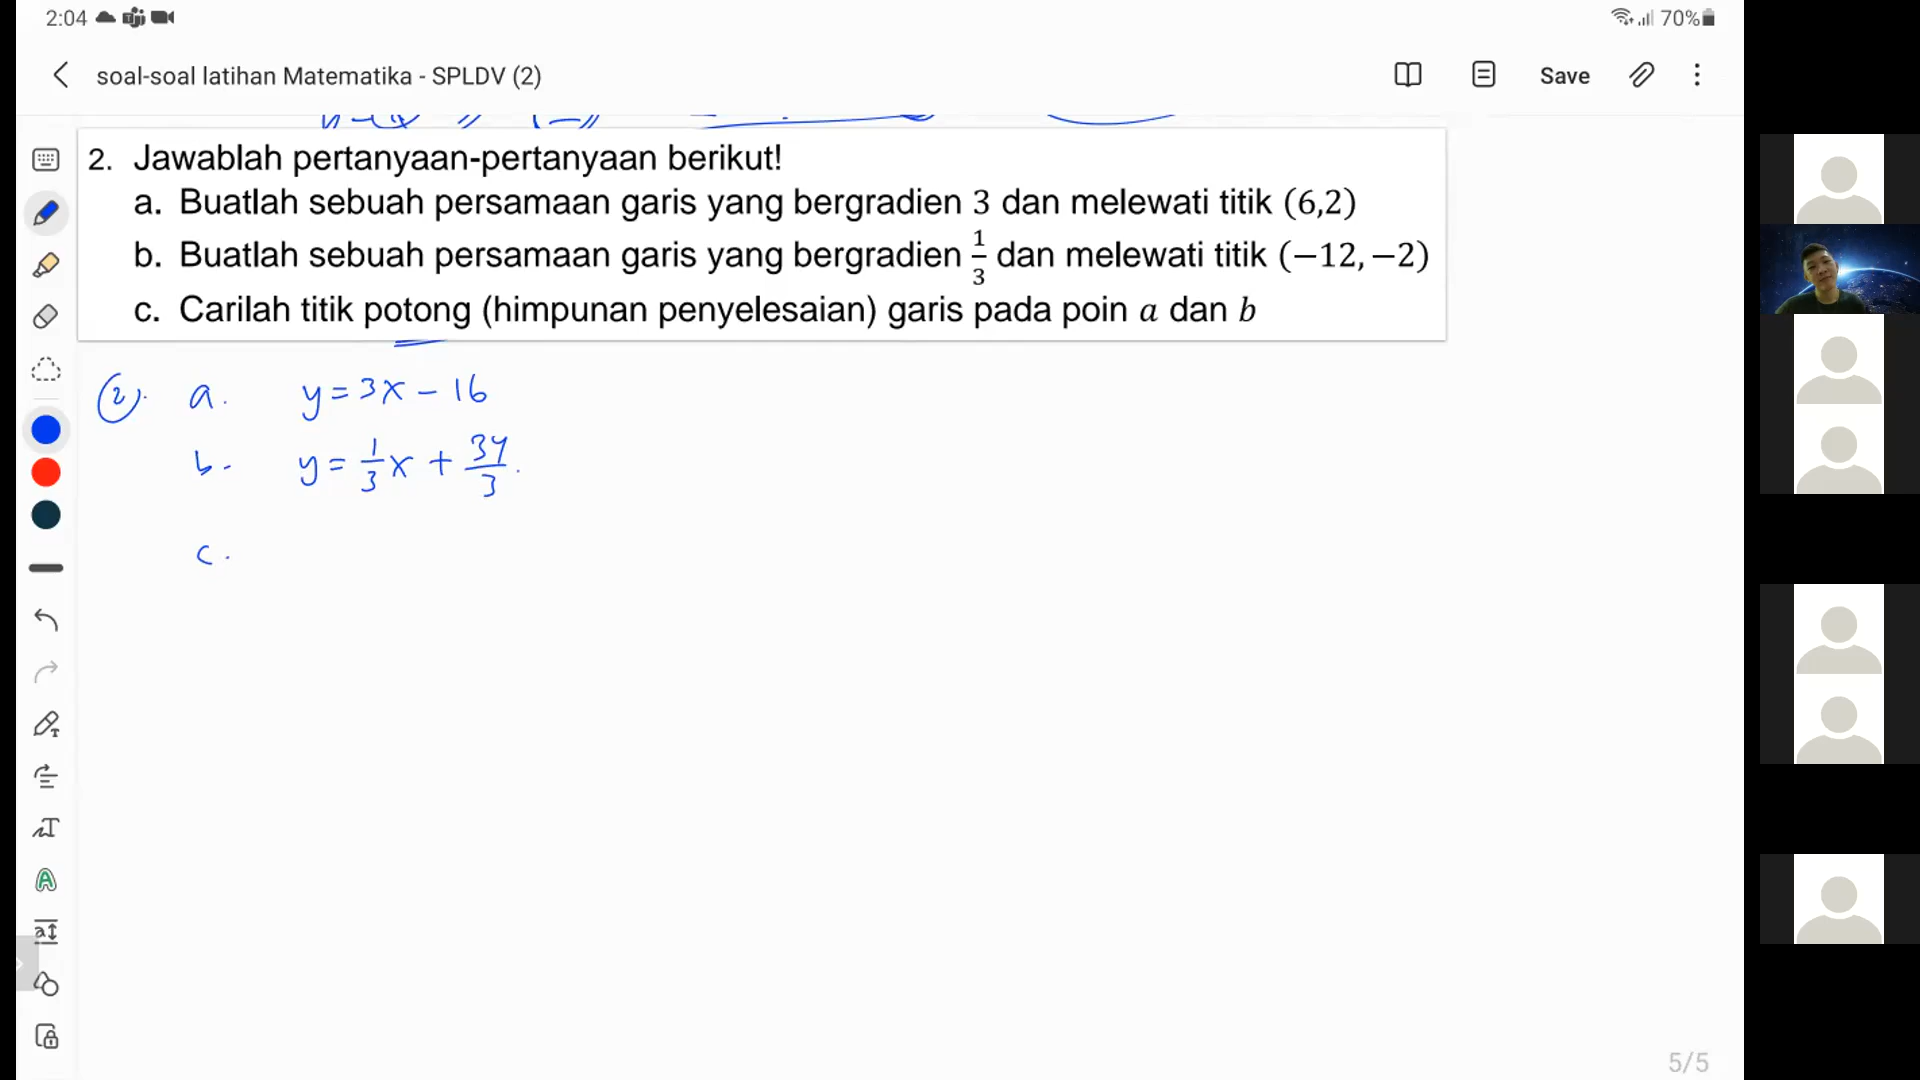 2:04 70%
soal-soal latihan Matematika - SPLDV (2) Save
2. Jawablah pertanyaan-pertanyaan berikut!
a. Buatlah sebuah persamaan garis yang bergradien 3 dan melewati titik (6,2)
b. Buatlah sebuah persamaan garis yang bergradien 1/3 dan melewati titik (−12, −2)
c. Carilah titik potong (himpunan penyelesaian) garis pada poin a dan b
2. a. y = 3x − 16
b. y = 1/3 x + 34/3.
c.
5/5